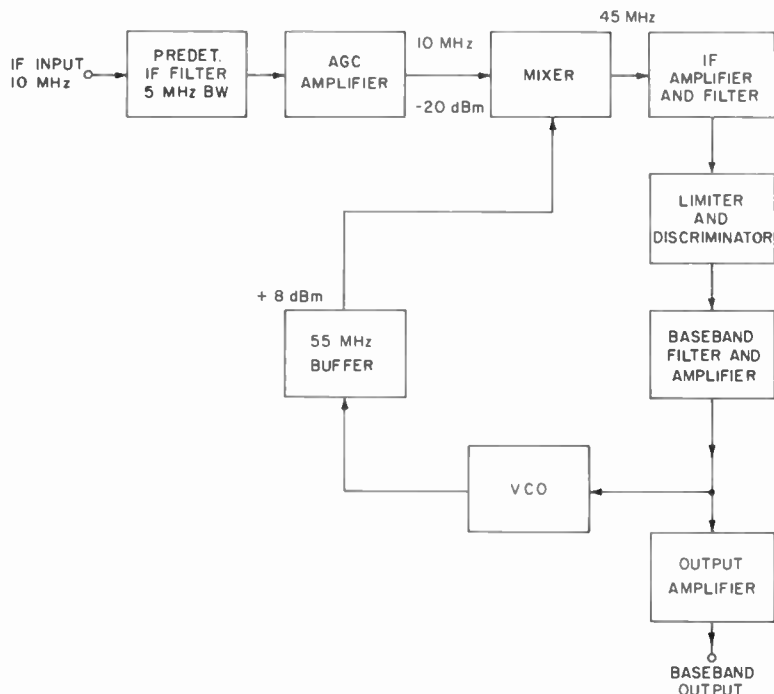 IF INPUT
10 MHz
PREDET.
IF FILTER
5 MHz BW
AGC
AMPLIFIER
10 MHz
-20 dBm
MIXER
45 MHz
IF
AMPLIFIER
AND FILTER
LIMITER
AND
DISCRIMINATOR
BASEBAND
FILTER AND
AMPLIFIER
+ 8 dBm
55 MHz
BUFFER
VCO
OUTPUT
AMPLIFIER
BASEBAND
OUTPUT